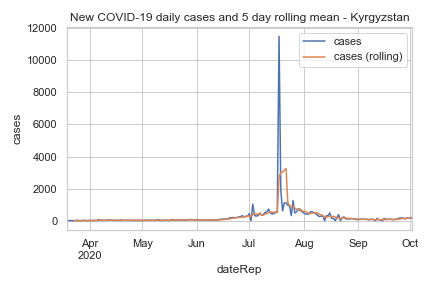 New COVID-19 daily cases and 5 day rolling mean - Kyrgyzstan
cases
cases (rolling)
12000
10000
8000
6000
4000
2000
0
cases
Apr
2020
May
Jun
Jul
Aug
Sep
Oct
dateRep